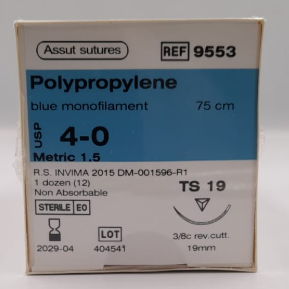 Assut sutures REF 9553
Polypropylene
blue monofilament 75 cm
USP 4-0
Metric 1.5
R.S. INVIMA 2015 DM-001596-R1
1 dozen (12) TS 19
Non Absorbable
STERILE EO
3/8c rev.cutt.
2029-04 LOT 404541 19mm